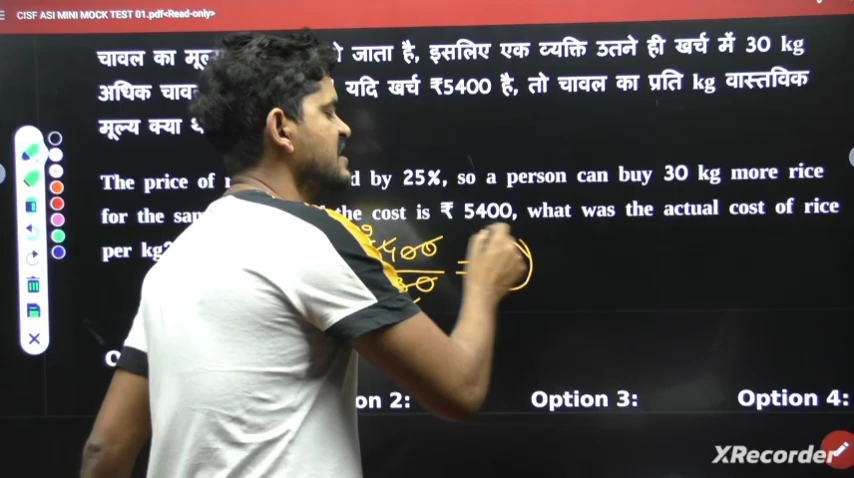 CISF ASI MINI MOCK TEST 01.pdf<Read-only>
चावल का जाता है, इसलिए एक व्यक्ति उतने ही खर्च में 30 kg
अधिक यदि खर्च ₹5400 है, तो चावल का प्रति kg वास्तविक
मूल्य क्या
The price of by 25%, so a person can buy 30 kg more rice
for the the cost is ₹ 5400, what was the actual cost of rice
per kg?
=
Option 3: Option 4:
XRecorder